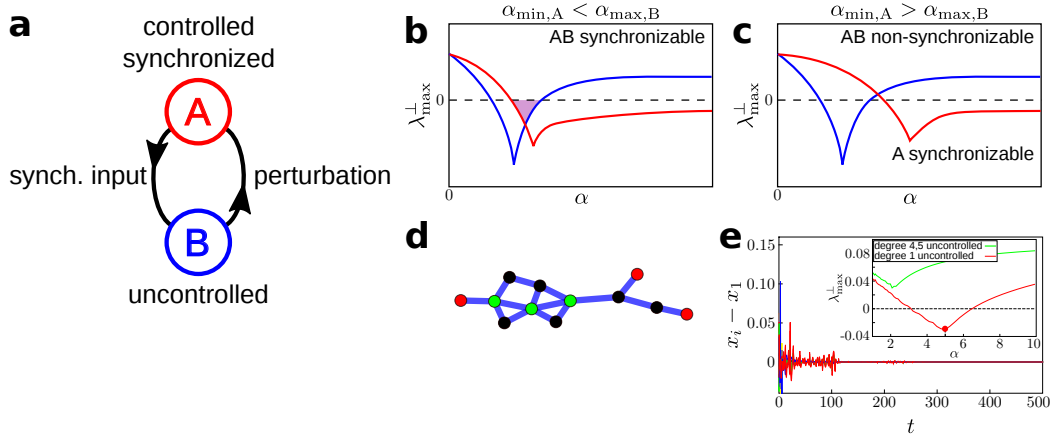 a
controlled
synchronized
A
synch. input
perturbation
B
uncontrolled
b
α_min,A < α_max,B
AB synchronizable
λ^⊥_max
0
0
α
c
α_min,A > α_max,B
AB non-synchronizable
λ^⊥_max
0
A synchronizable
0
α
d
e
x_i − x_1
0.15
0.10
0.05
0
0
100
200
300
400
500
t
degree 4,5 uncontrolled
degree 1 uncontrolled
λ^⊥_max
0.08
0.04
0
-0.04
2
4
6
8
10
α